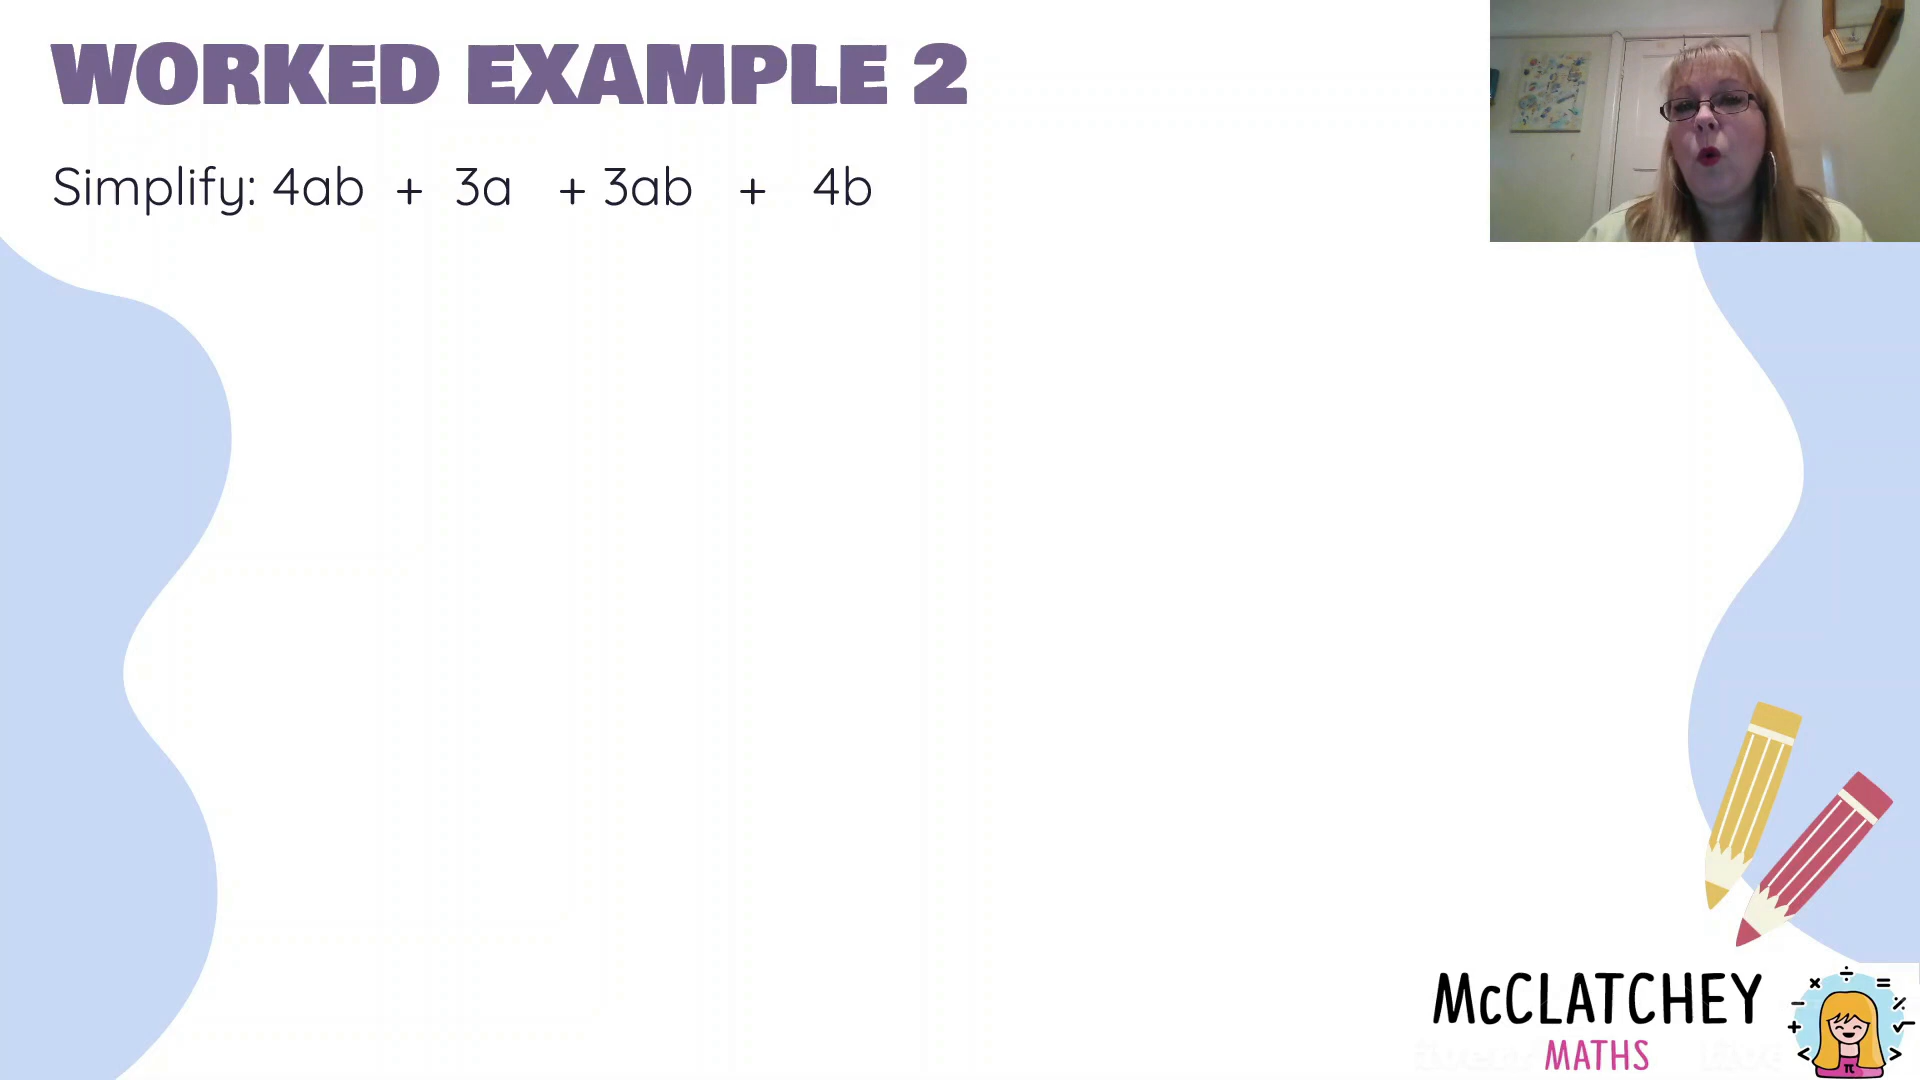 WORKED EXAMPLE 2
Simplify: 4ab + 3a + 3ab + 4b
McCLATCHEY
MATHS
× ÷ =
− %
+ √
< π >